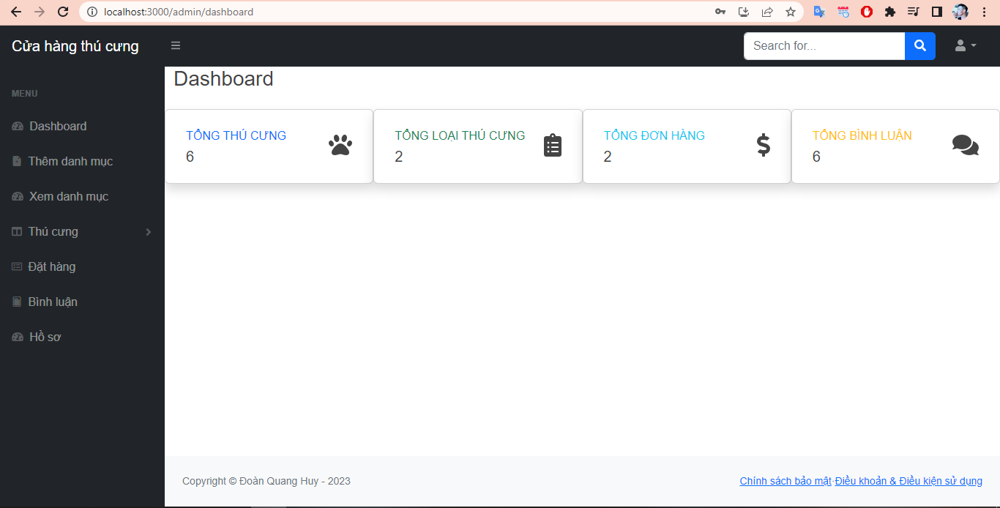 localhost:3000/admin/dashboard
Cửa hàng thú cưng
Search for...
MENU
Dashboard
Thêm danh mục
Xem danh mục
Thú cưng
Đặt hàng
Bình luận
Hồ sơ
Dashboard
TỔNG THÚ CƯNG
6
TỔNG LOẠI THÚ CƯNG
2
TỔNG ĐƠN HÀNG
2
TỔNG BÌNH LUẬN
6
Copyright © Đoàn Quang Huy - 2023
Chính sách bảo mật·Điều khoản & Điều kiện sử dụng